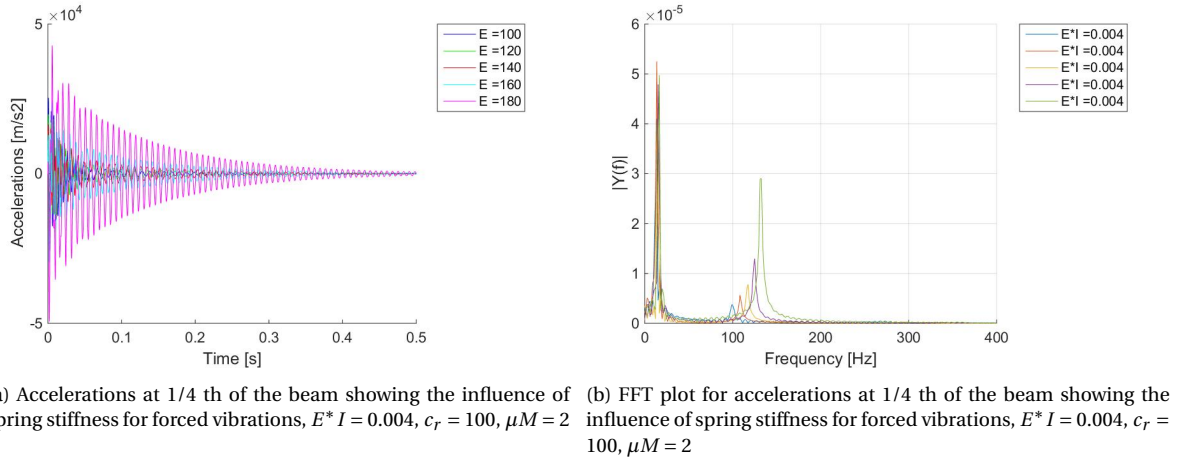 ×10⁴
5
0
-5
Accelerations [m/s2]
0
0.1
0.2
0.3
0.4
0.5
Time [s]
E =100
E =120
E =140
E =160
E =180
×10⁻⁵
6
5
4
3
2
1
0
|Y(f)|
0
100
200
300
400
Frequency [Hz]
E*I =0.004
E*I =0.004
E*I =0.004
E*I =0.004
E*I =0.004
) Accelerations at 1/4 th of the beam showing the influence of
pring stiffness for forced vibrations, E* I = 0.004, cᵣ = 100, μM = 2
(b) FFT plot for accelerations at 1/4 th of the beam showing the
influence of spring stiffness for forced vibrations, E* I = 0.004, cᵣ =
100, μM = 2